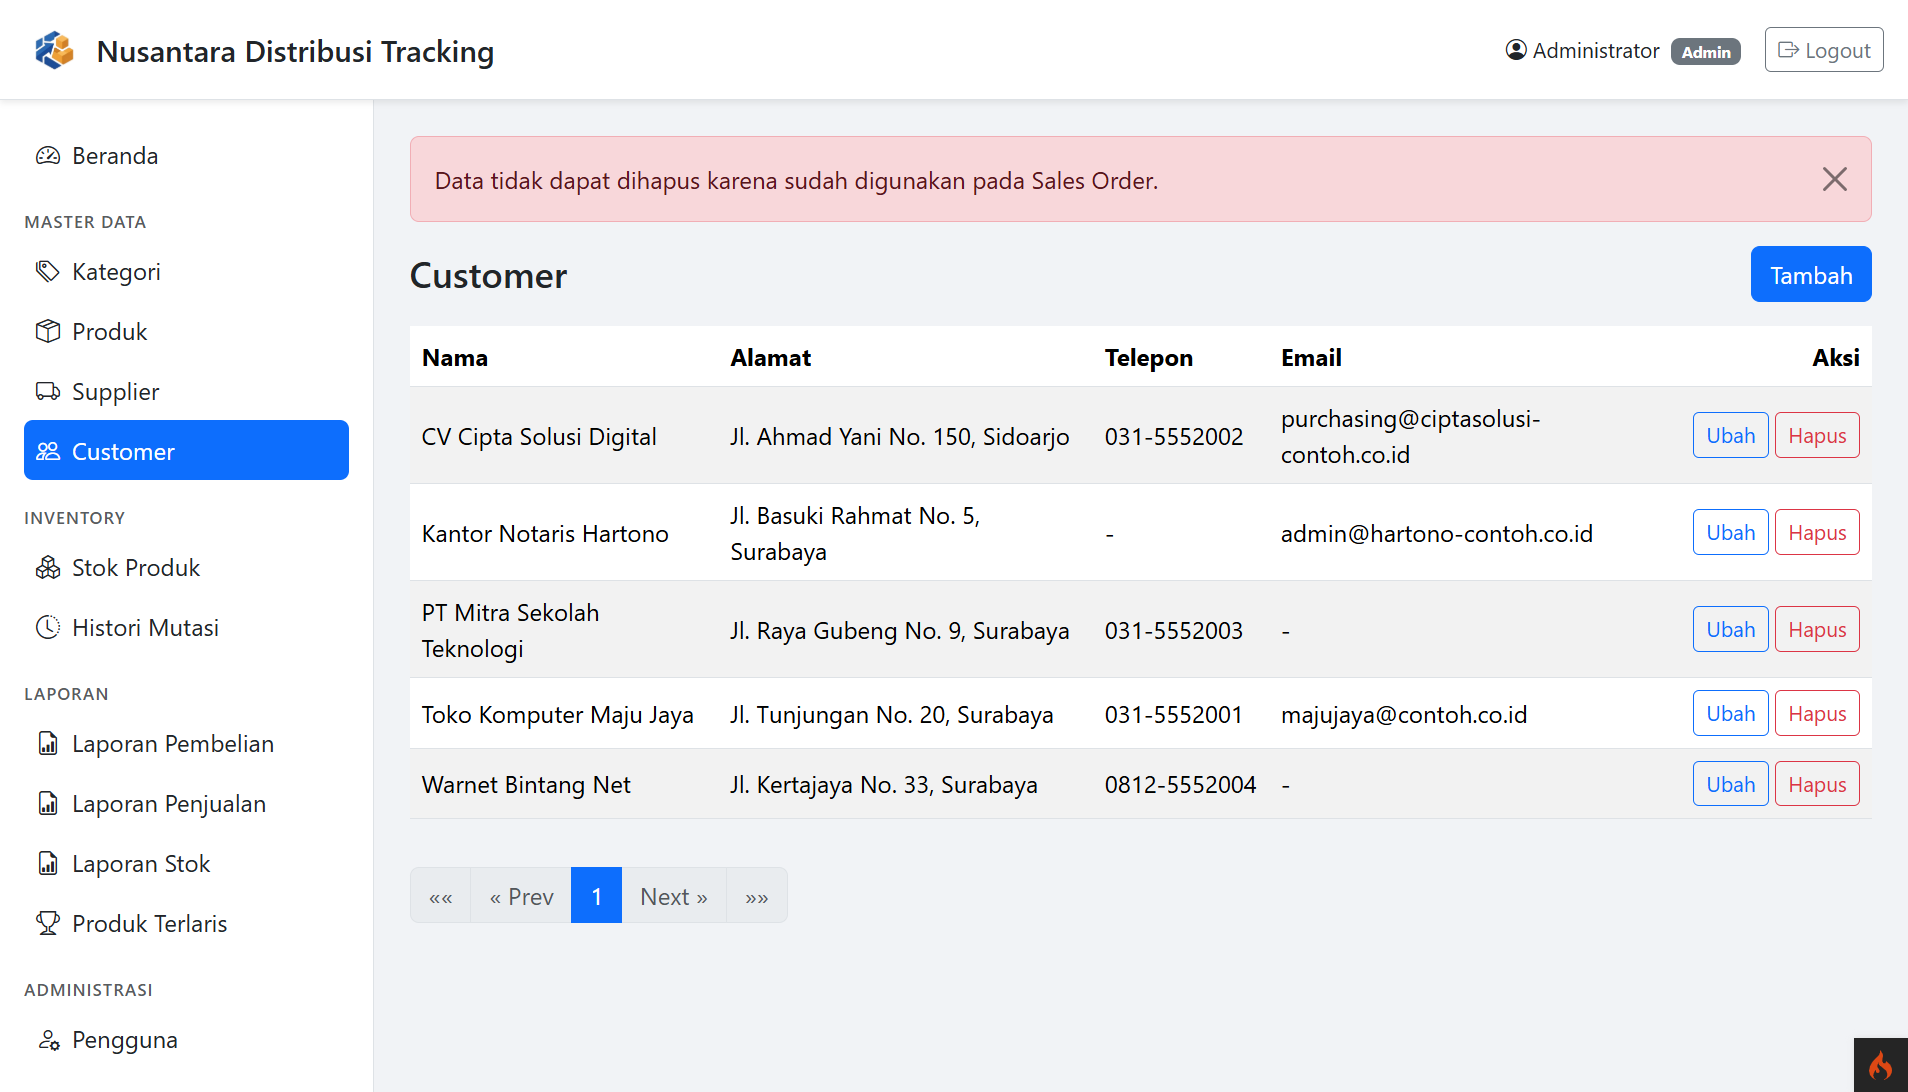 Nusantara Distribusi Tracking
Administrator Admin Logout
Beranda
MASTER DATA
Kategori
Produk
Supplier
Customer
INVENTORY
Stok Produk
Histori Mutasi
LAPORAN
Laporan Pembelian
Laporan Penjualan
Laporan Stok
Produk Terlaris
ADMINISTRASI
Pengguna
Data tidak dapat dihapus karena sudah digunakan pada Sales Order.
Customer
Tambah
Nama Alamat Telepon Email Aksi
CV Cipta Solusi Digital Jl. Ahmad Yani No. 150, Sidoarjo 031-5552002 purchasing@ciptasolusi-
contoh.co.id Ubah Hapus
Kantor Notaris Hartono Jl. Basuki Rahmat No. 5,
Surabaya - admin@hartono-contoh.co.id Ubah Hapus
PT Mitra Sekolah
Teknologi Jl. Raya Gubeng No. 9, Surabaya 031-5552003 - Ubah Hapus
Toko Komputer Maju Jaya Jl. Tunjungan No. 20, Surabaya 031-5552001 majujaya@contoh.co.id Ubah Hapus
Warnet Bintang Net Jl. Kertajaya No. 33, Surabaya 0812-5552004 - Ubah Hapus
«« « Prev 1 Next » »»